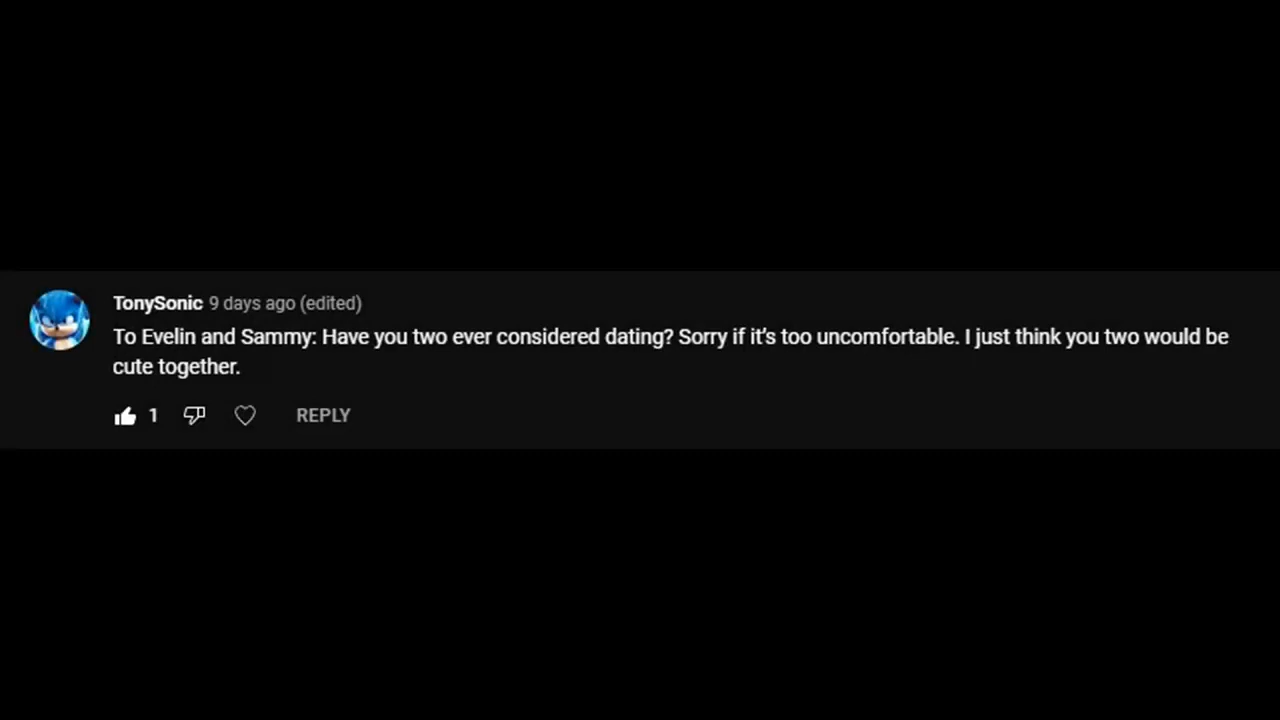 TonySonic 9 days ago (edited)
To Evelin and Sammy: Have you two ever considered dating? Sorry if it's too uncomfortable. I just think you two would be
cute together.
1 REPLY